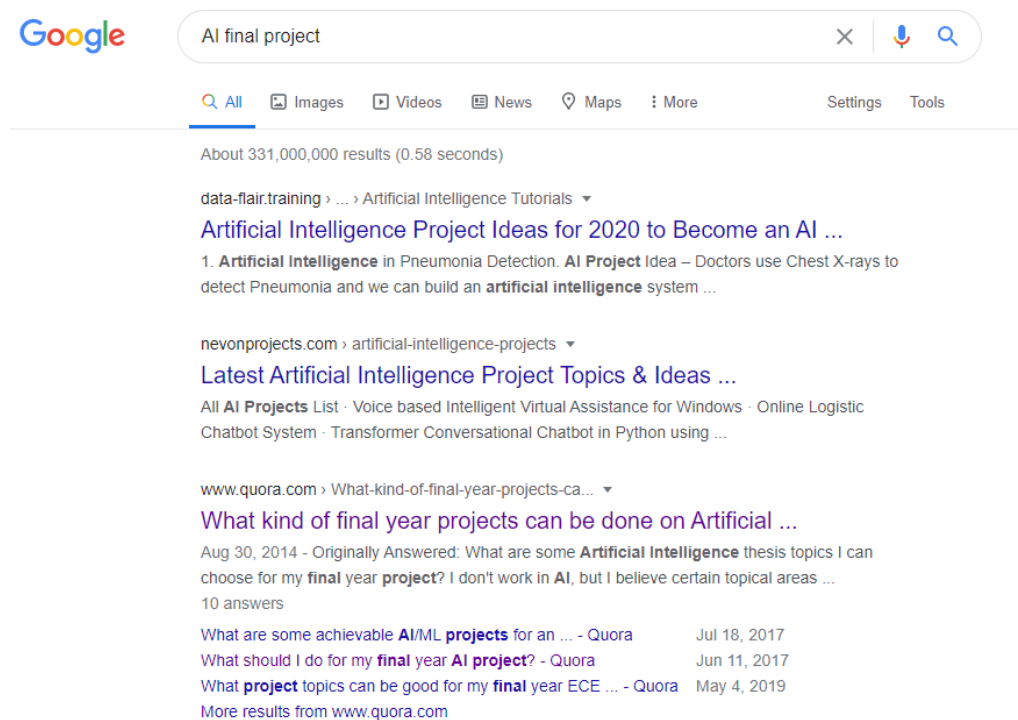 Google
AI final project
All Images Videos News Maps More Settings Tools
About 331,000,000 results (0.58 seconds)
data-flair.training › ... › Artificial Intelligence Tutorials
Artificial Intelligence Project Ideas for 2020 to Become an AI ...
1. Artificial Intelligence in Pneumonia Detection. AI Project Idea – Doctors use Chest X-rays to
detect Pneumonia and we can build an artificial intelligence system ...
nevonprojects.com › artificial-intelligence-projects
Latest Artificial Intelligence Project Topics & Ideas ...
All AI Projects List · Voice based Intelligent Virtual Assistance for Windows · Online Logistic
Chatbot System · Transformer Conversational Chatbot in Python using ...
www.quora.com › What-kind-of-final-year-projects-ca...
What kind of final year projects can be done on Artificial ...
Aug 30, 2014 - Originally Answered: What are some Artificial Intelligence thesis topics I can
choose for my final year project? I don't work in AI, but I believe certain topical areas ...
10 answers
What are some achievable AI/ML projects for an ... - Quora Jul 18, 2017
What should I do for my final year AI project? - Quora Jun 11, 2017
What project topics can be good for my final year ECE ... - Quora May 4, 2019
More results from www.quora.com